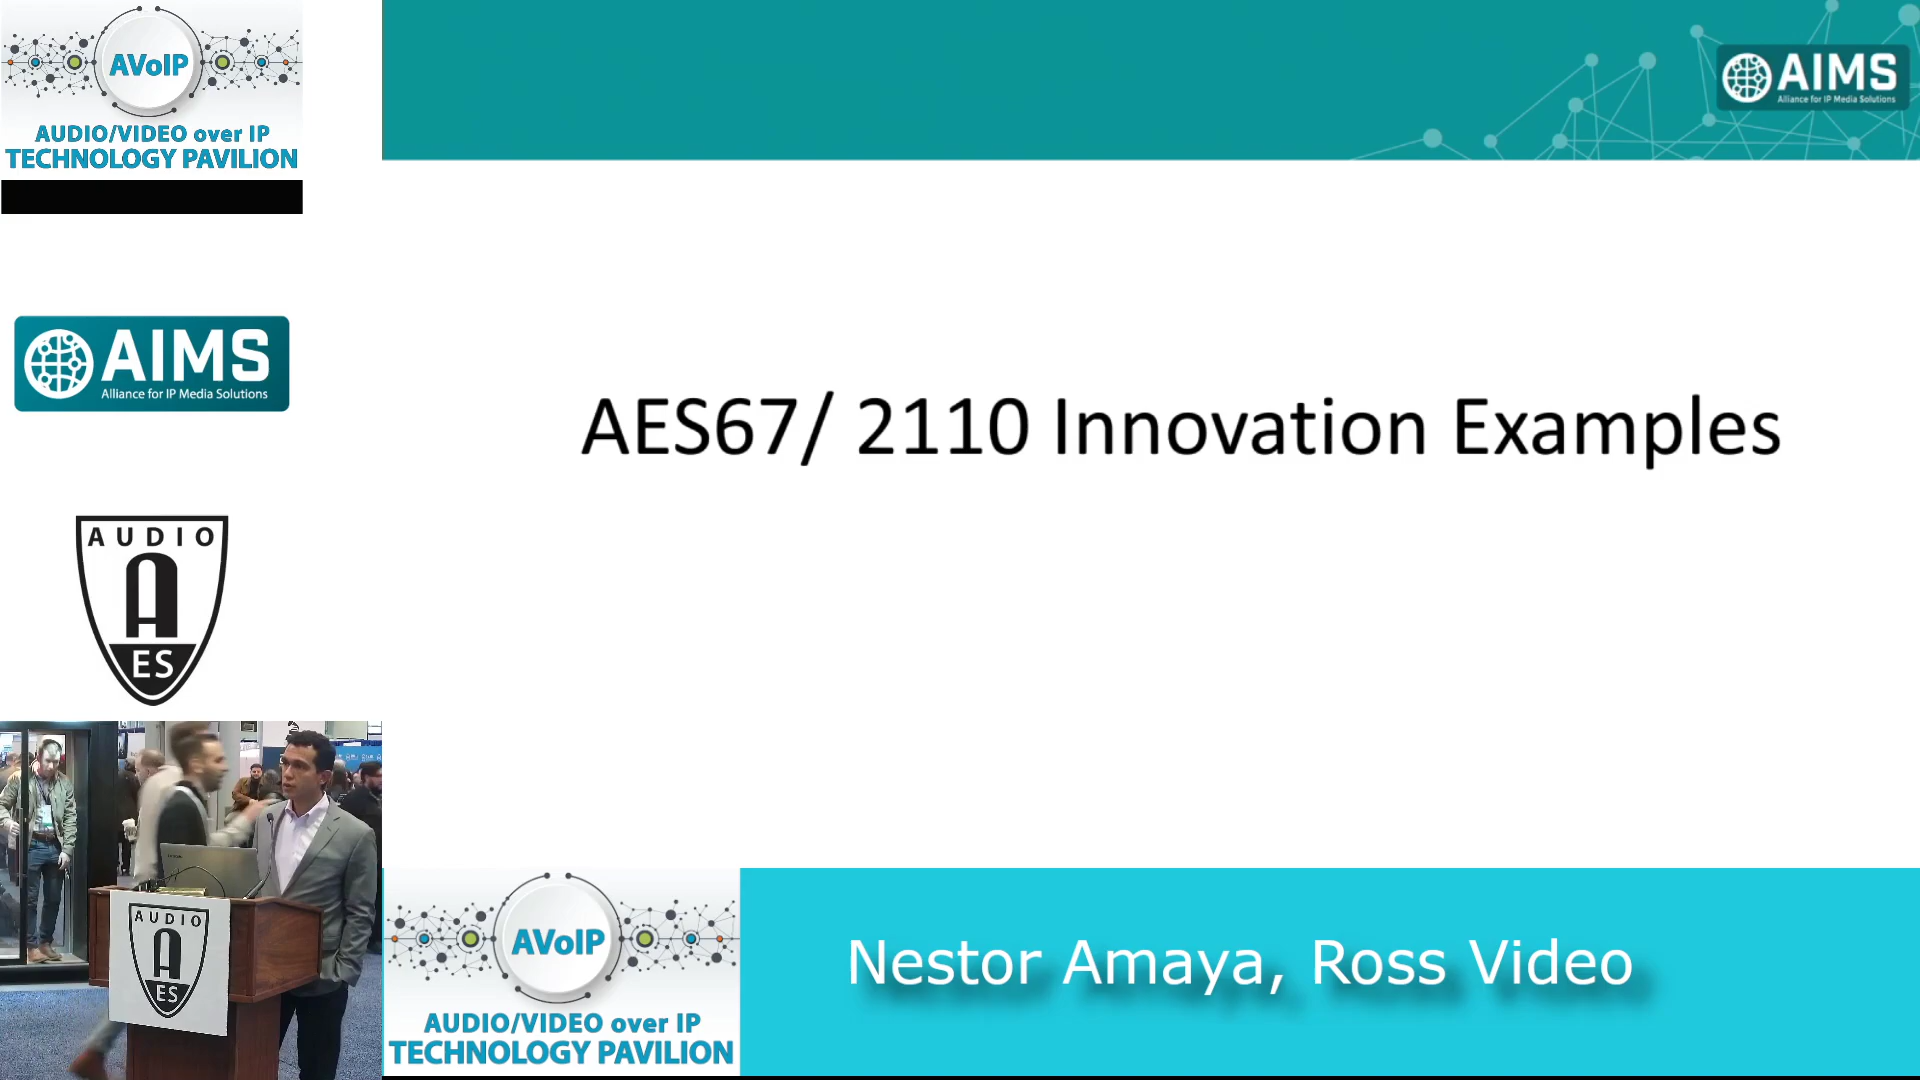 AVoIP
AUDIO/VIDEO over IP
TECHNOLOGY PAVILION
AIMS
Alliance for IP Media Solutions
AES67/ 2110 Innovation Examples
AIMS
Alliance for IP Media Solutions
AUDIO
A
ES
AUDIO
A
ES
AVoIP
AUDIO/VIDEO over IP
TECHNOLOGY PAVILION
Nestor Amaya, Ross Video